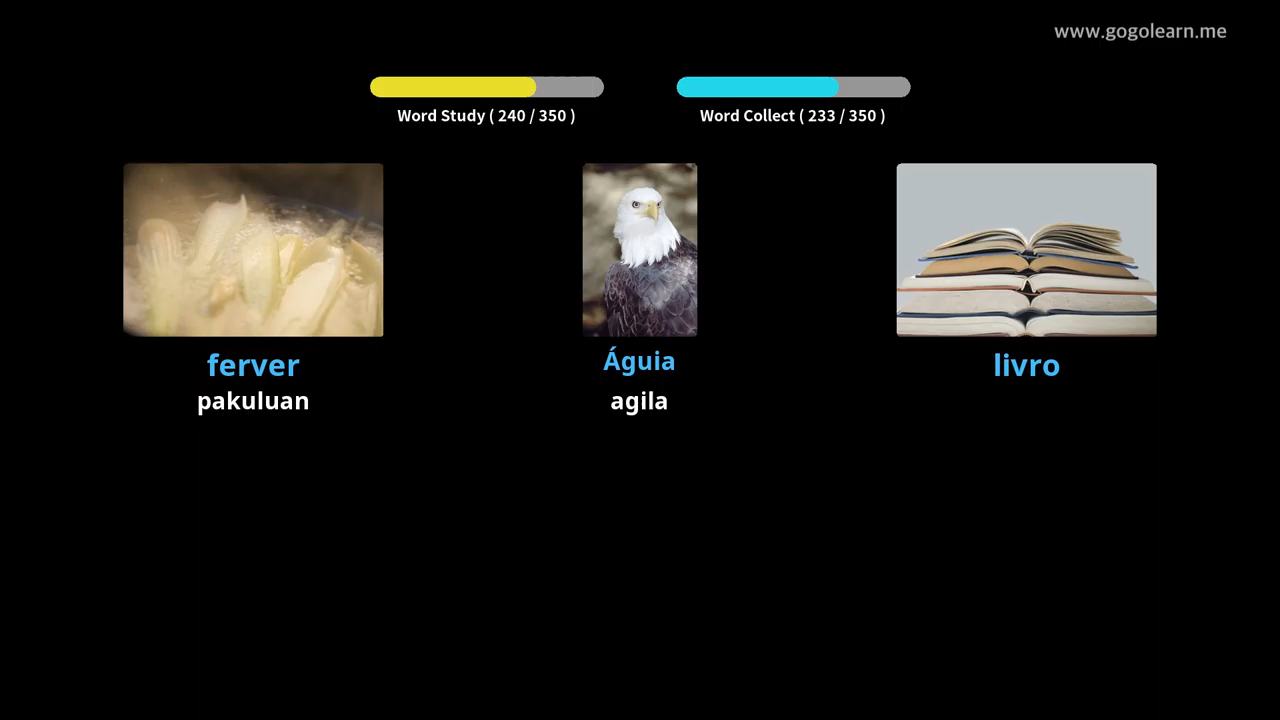 www.gogolearn.me
Word Study ( 240 / 350 )
Word Collect ( 233 / 350 )
ferver
Águia
livro
pakuluan
agila